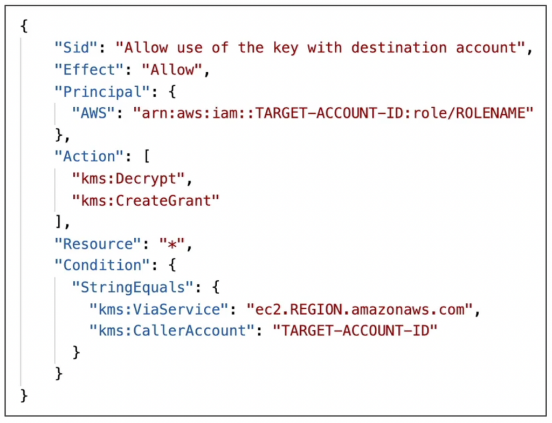 {
"Sid": "Allow use of the key with destination account",
"Effect": "Allow",
"Principal": {
"AWS": "arn:aws:iam::TARGET-ACCOUNT-ID:role/ROLENAME"
},
"Action": [
"kms:Decrypt",
"kms:CreateGrant"
],
"Resource": "*",
"Condition": {
"StringEquals": {
"kms:ViaService": "ec2.REGION.amazonaws.com",
"kms:CallerAccount": "TARGET-ACCOUNT-ID"
}
}
}